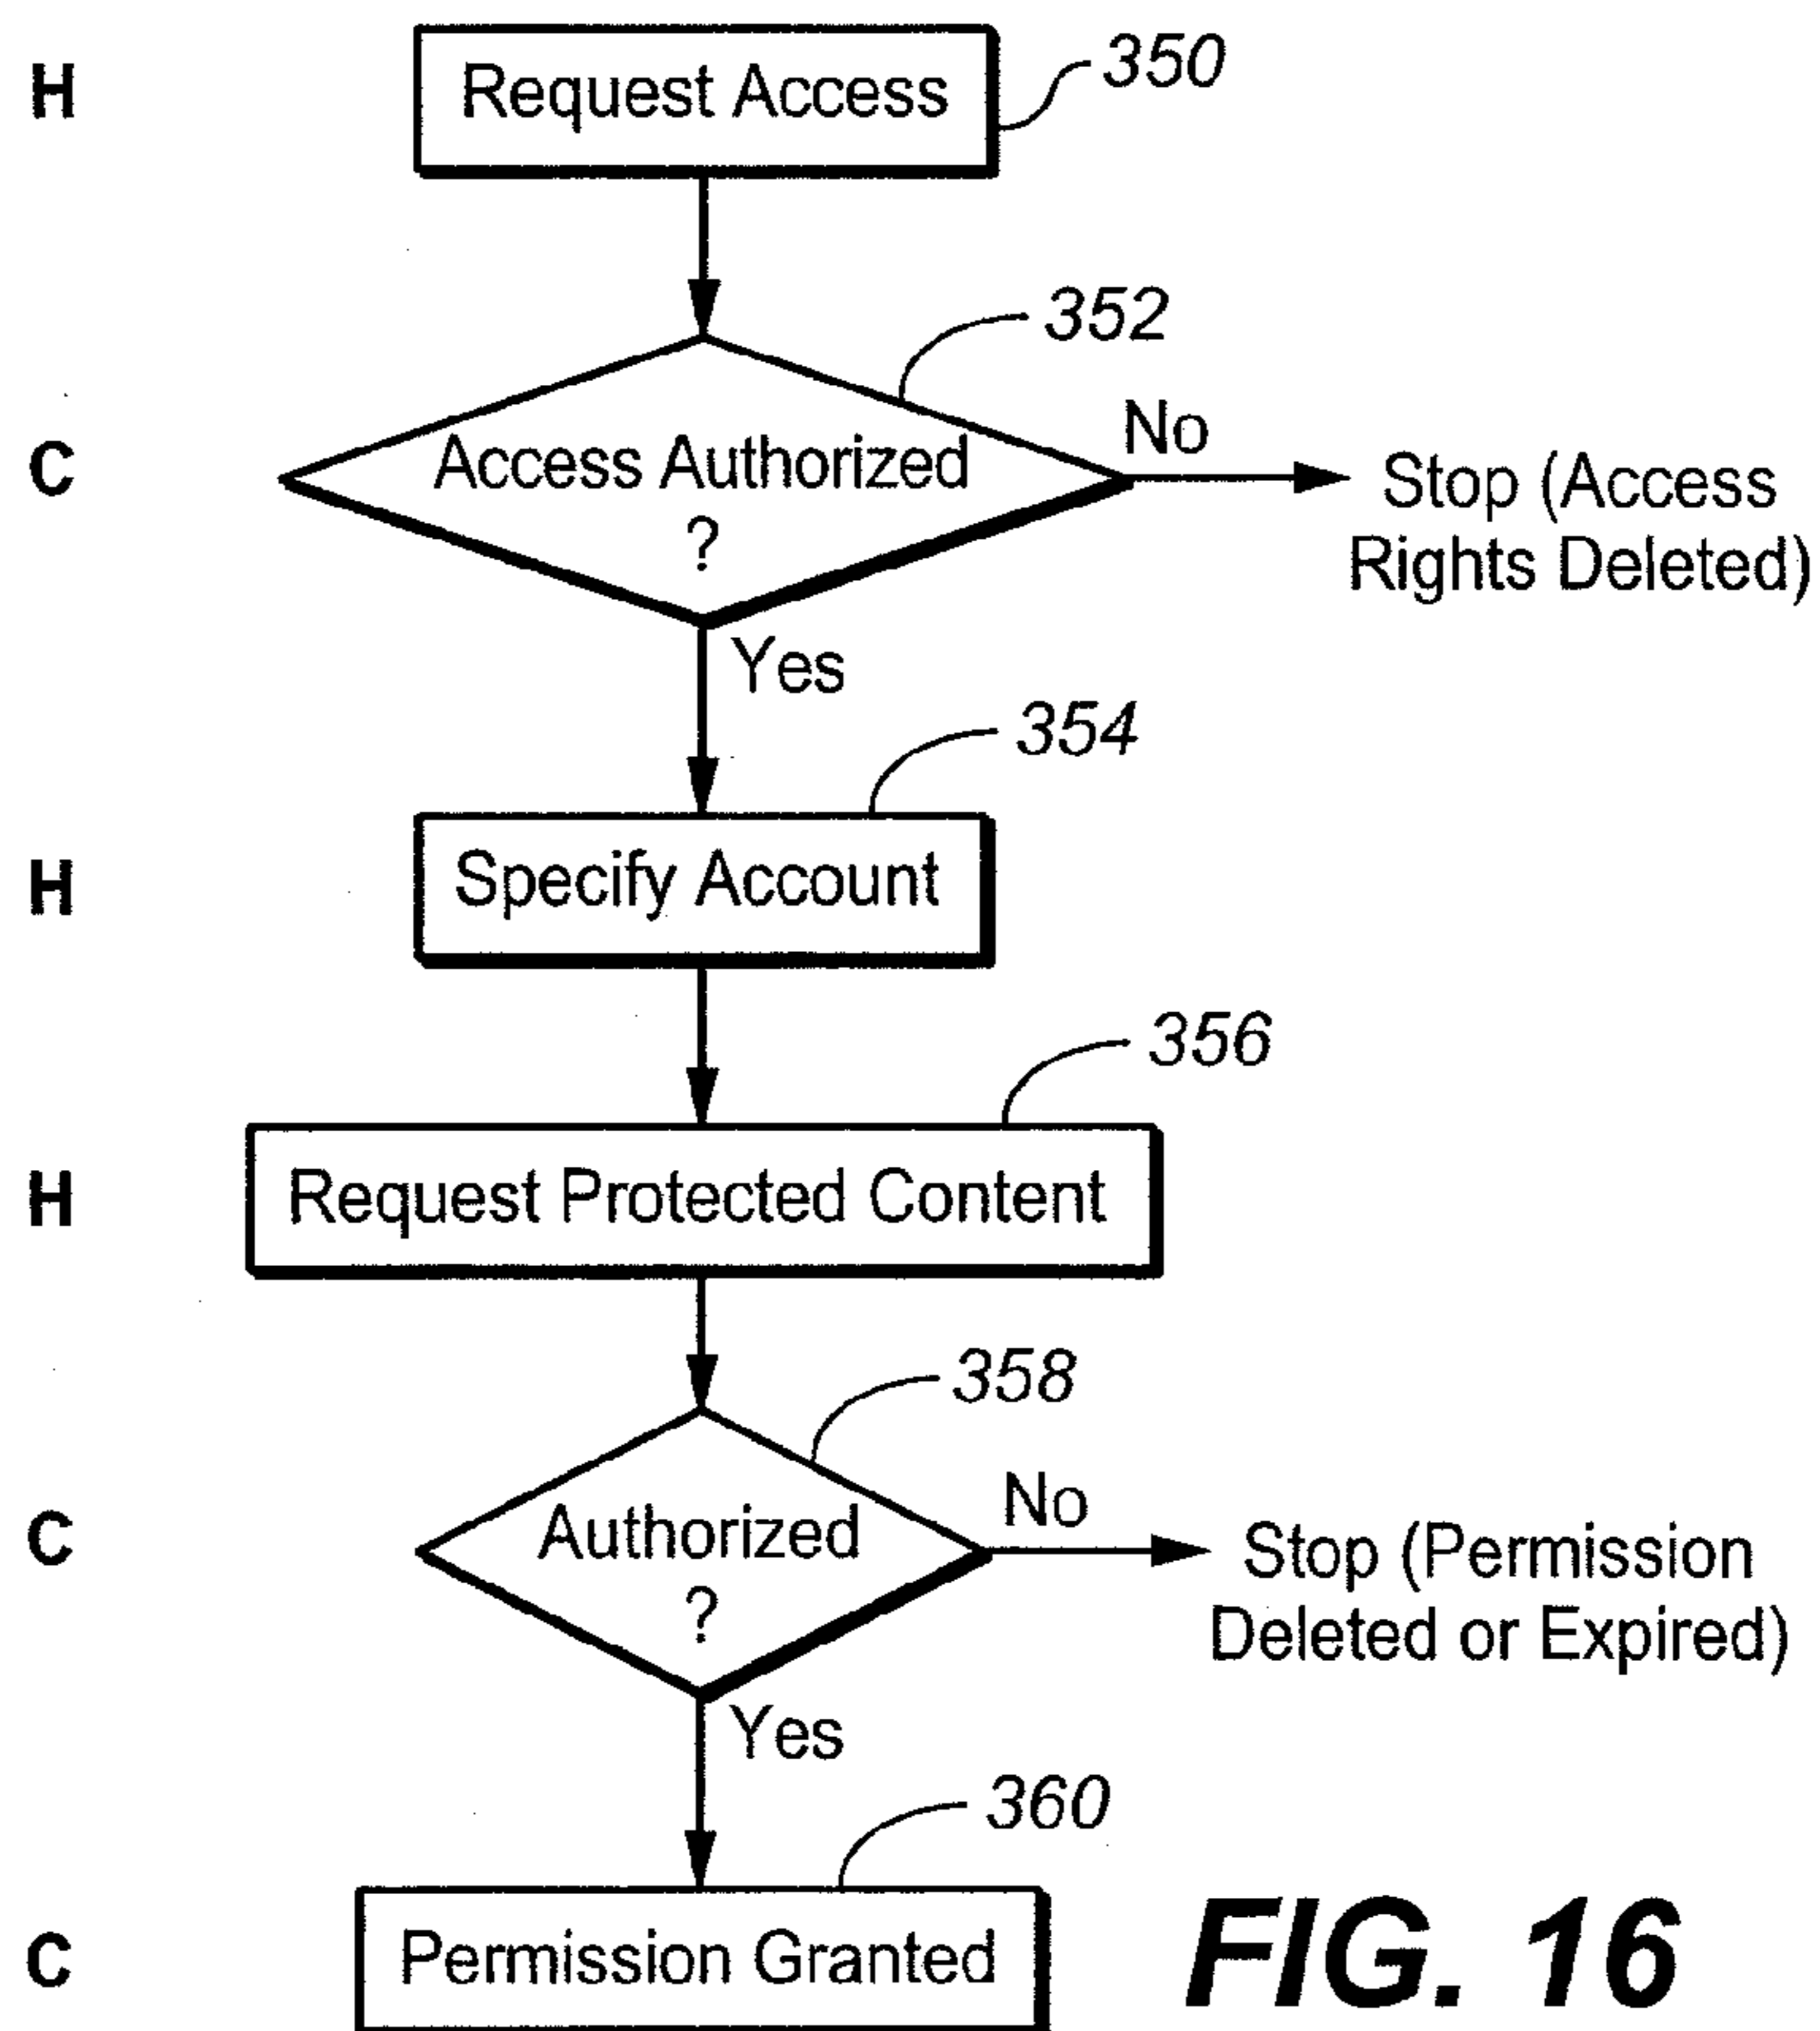 H
Request Access
350
352
C
Access Authorized
?
No
Stop (Access
Rights Deleted)
Yes
354
H
Specify Account
356
H
Request Protected Content
358
C
Authorized
?
No
Stop (Permission
Deleted or Expired)
Yes
360
C
Permission Granted
FIG. 16